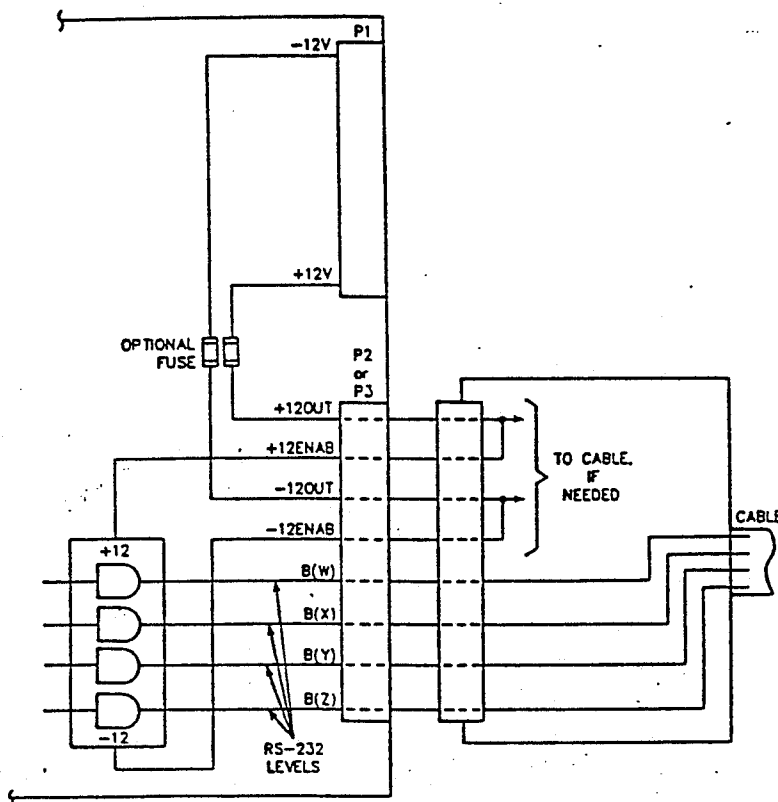 P1
-12V
+12V
OPTIONAL
FUSE
P2
or
P3
+12OUT
+12ENAB
-12OUT
-12ENAB
TO CABLE,
IF
NEEDED
CABLE
+12
B(W)
B(X)
B(Y)
B(Z)
-12
RS-232
LEVELS